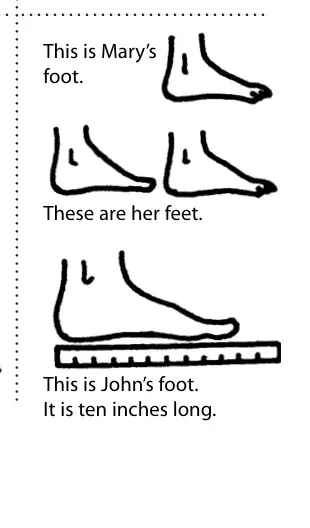 This is Mary’s
foot.
These are her feet.
This is John’s foot.
It is ten inches long.